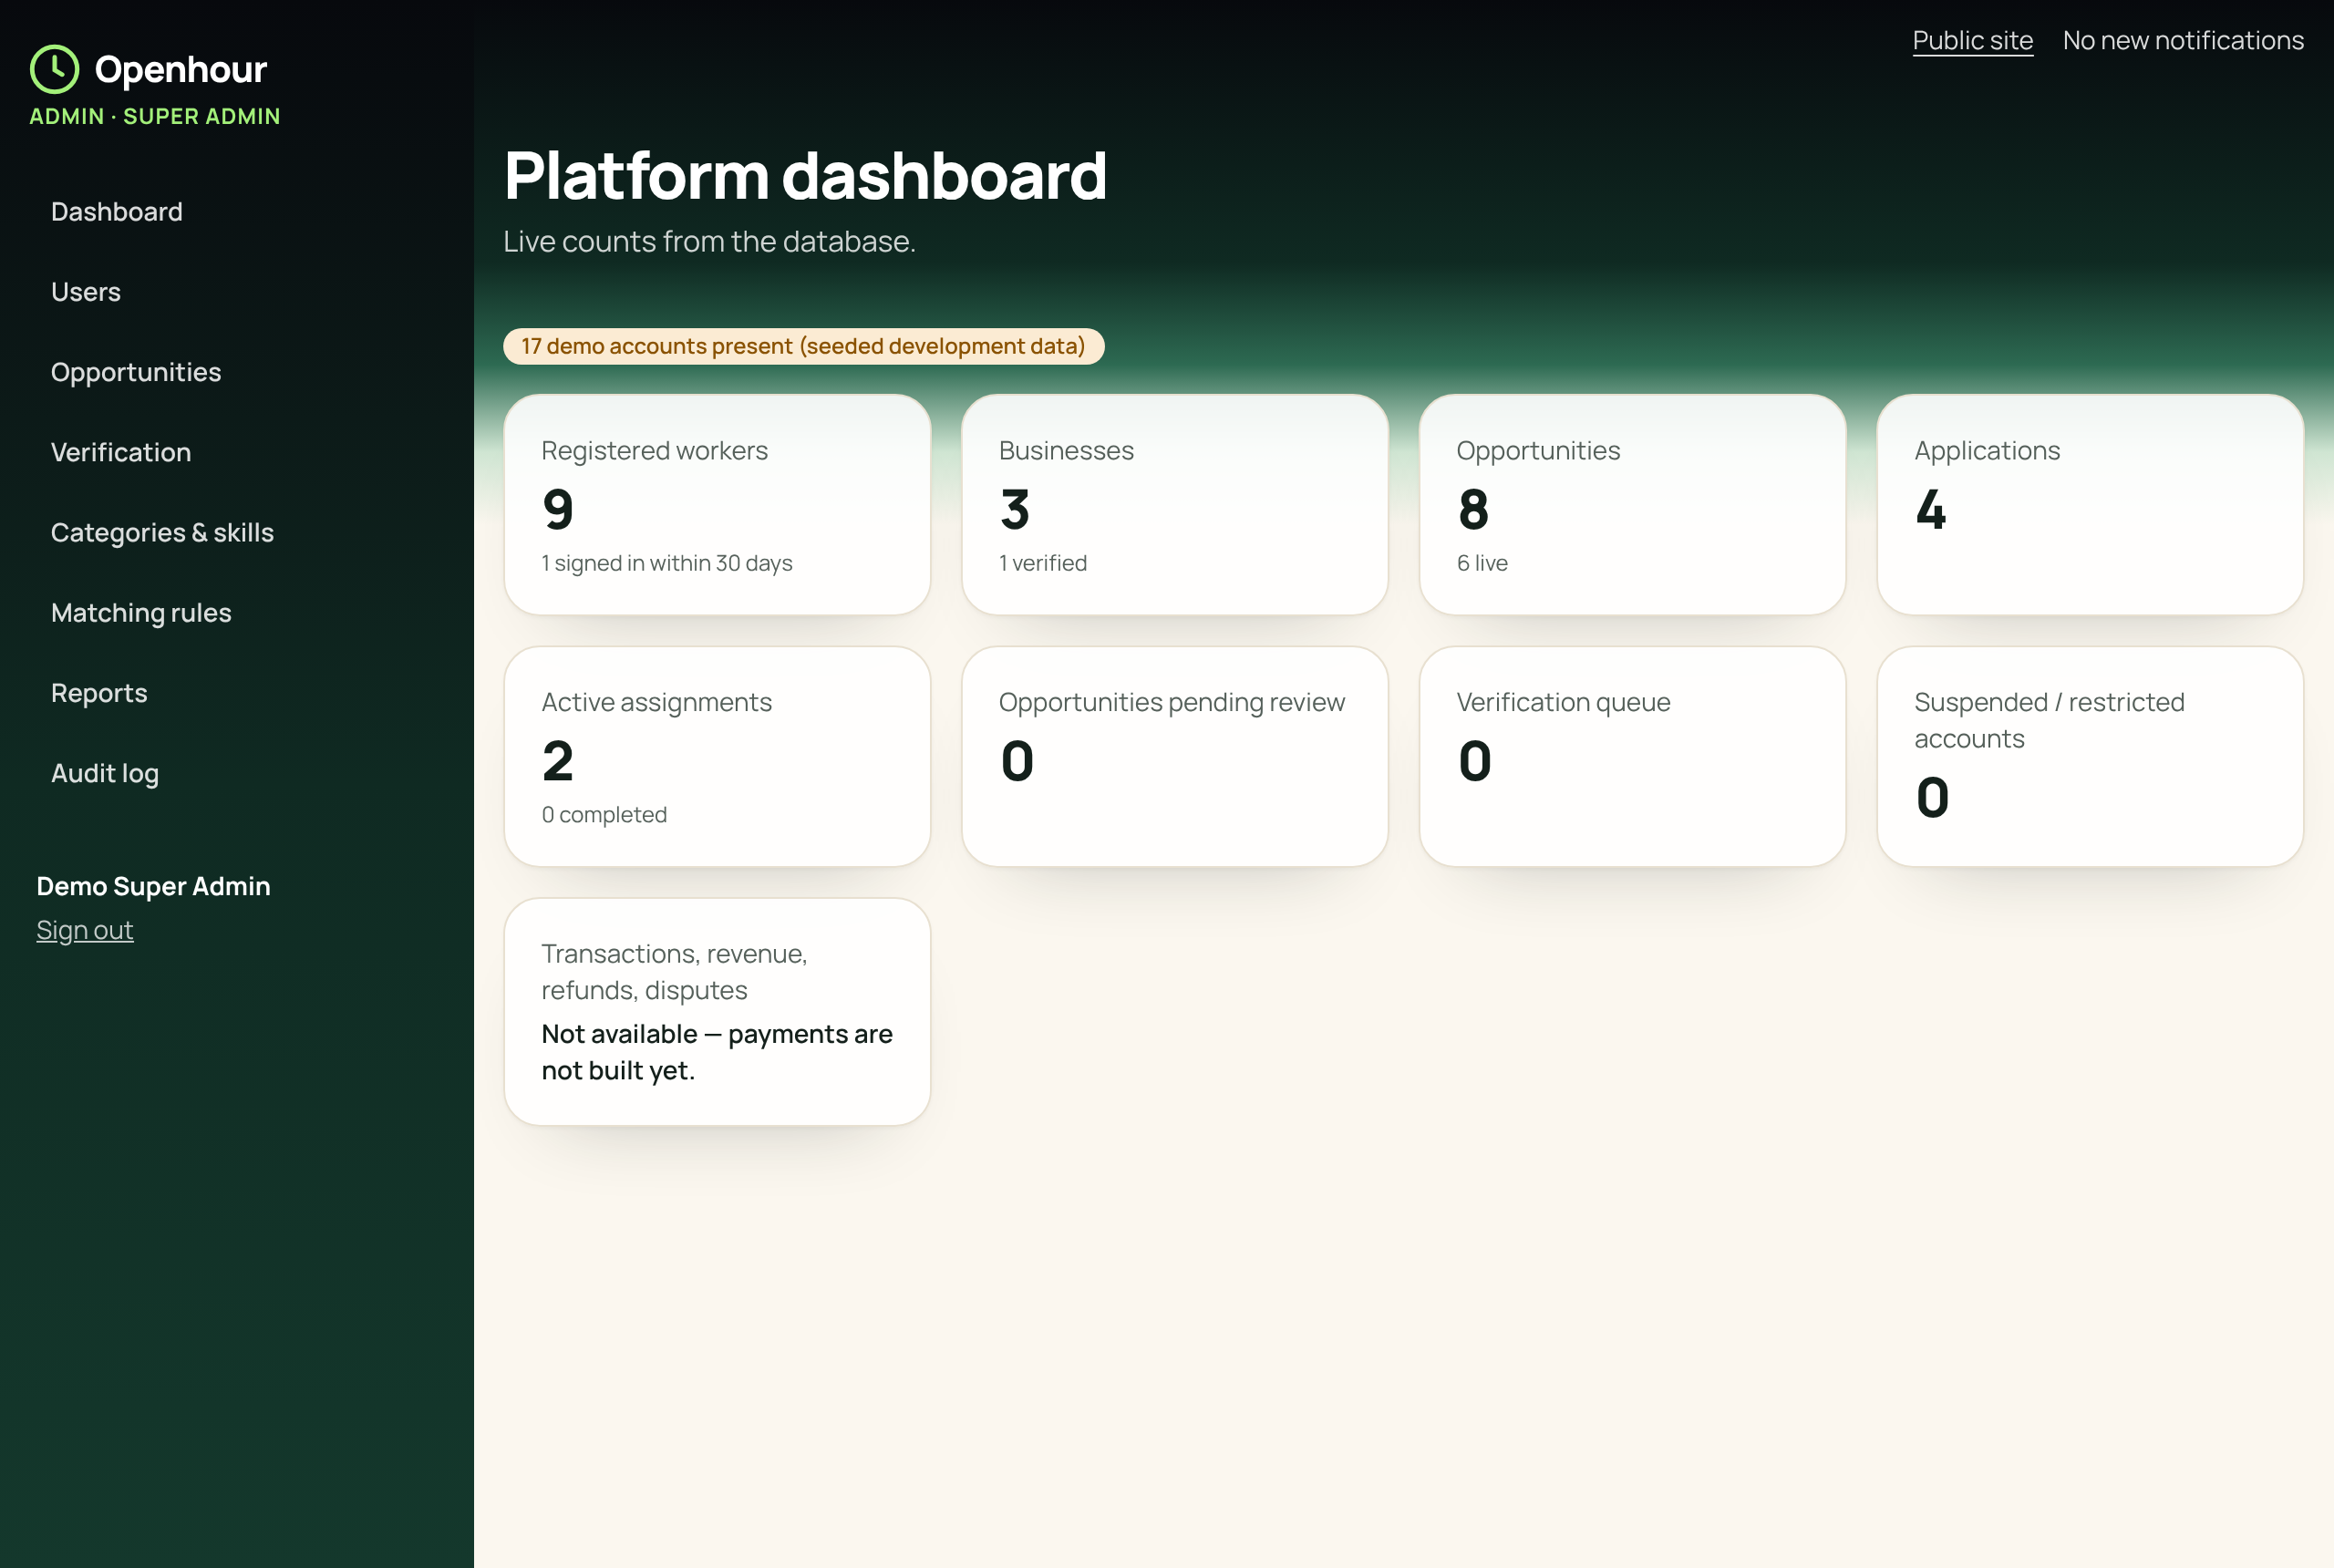 Openhour
ADMIN · SUPER ADMIN
Dashboard
Users
Opportunities
Verification
Categories & skills
Matching rules
Reports
Audit log
Demo Super Admin
Sign out
Public site
No new notifications
Platform dashboard
Live counts from the database.
17 demo accounts present (seeded development data)
Registered workers
9
1 signed in within 30 days
Businesses
3
1 verified
Opportunities
8
6 live
Applications
4
Active assignments
2
0 completed
Opportunities pending review
0
Verification queue
0
Suspended / restricted
accounts
0
Transactions, revenue,
refunds, disputes
Not available — payments are
not built yet.